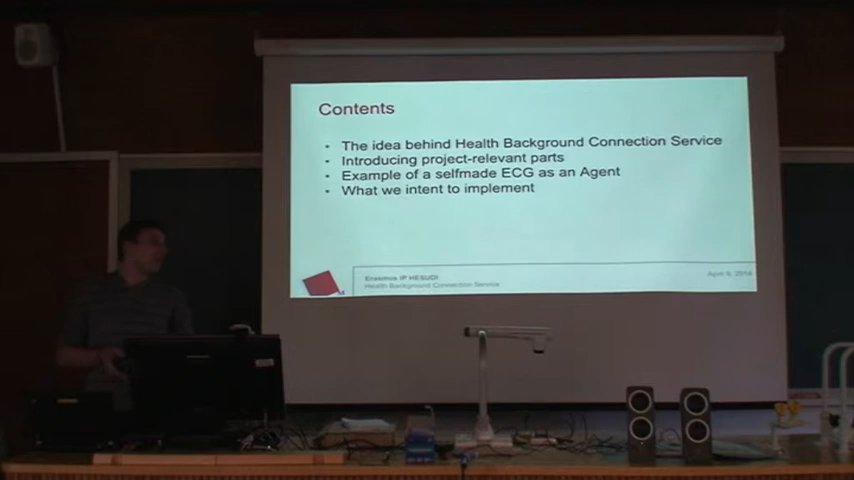 Contents
- The idea behind Health Background Connection Service
- Introducing project-relevant parts
- Example of a selfmade ECG as an Agent
- What we intent to implement
Erasmus IP HESUDI
Health Background Connection Service
April 9, 2014